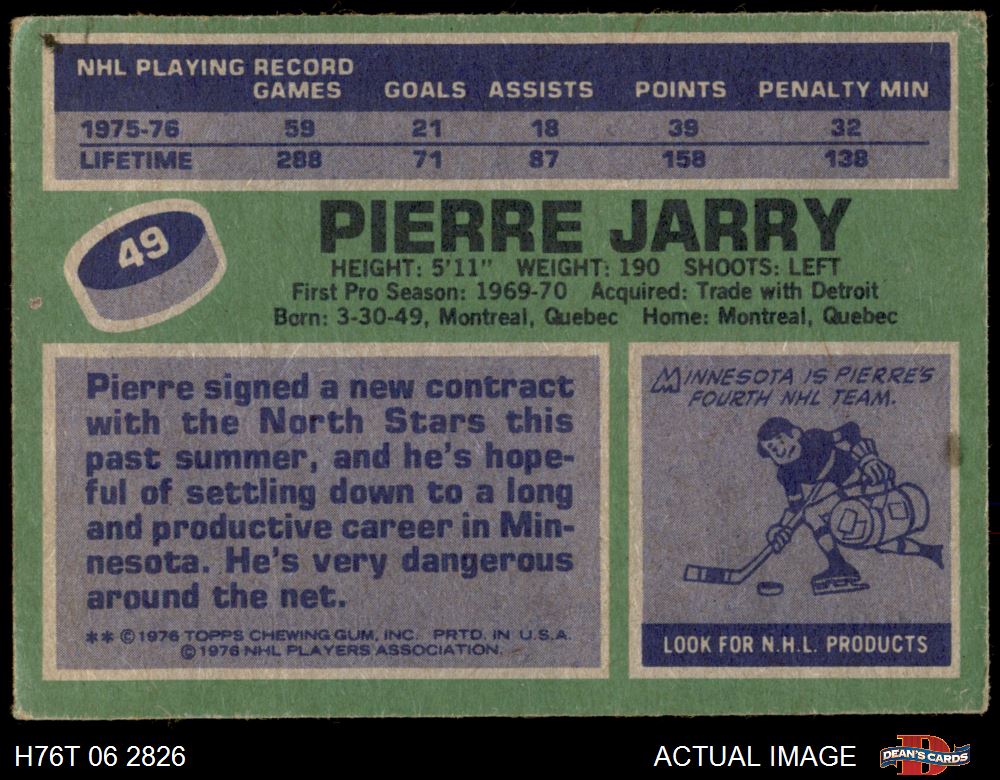 NHL PLAYING RECORD
GAMES GOALS ASSISTS POINTS PENALTY MIN
1975-76 59 21 18 39 32
LIFETIME 288 71 87 158 138
49
PIERRE JARRY
HEIGHT: 5'11" WEIGHT: 190 SHOOTS: LEFT
First Pro Season: 1969-70 Acquired: Trade with Detroit
Born: 3-30-49, Montreal, Quebec Home: Montreal, Quebec
Pierre signed a new contract
with the North Stars this
past summer, and he's hope-
ful of settling down to a long
and productive career in Min-
nesota. He's very dangerous
around the net.
** © 1976 TOPPS CHEWING GUM, INC. PRTD. IN U.S.A.
© 1976 NHL PLAYERS ASSOCIATION.
MINNESOTA IS PIERRE'S
FOURTH NHL TEAM.
LOOK FOR N.H.L. PRODUCTS
H76T 06 2826
ACTUAL IMAGE
D
DEAN'S CARDS